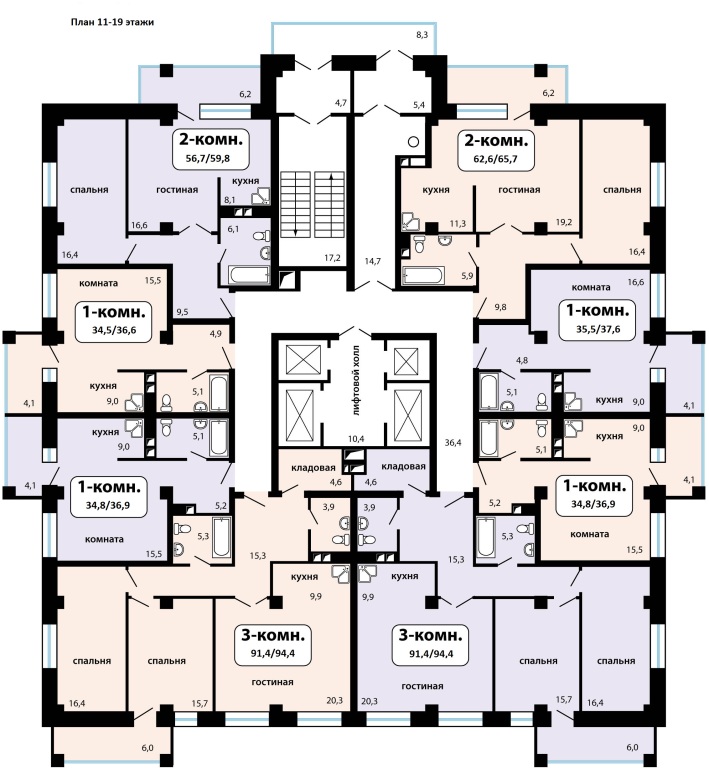 План 11-19 этажи
8,3
6,2
4,7
5,4
6,2
2-комн.
56,7/59,8
2-комн.
62,6/65,7
спальня
гостиная
кухня
8,1
16,6
16,4
6,1
17,2
14,7
кухня
гостиная
спальня
11,3
19,2
16,4
5,9
9,8
9,5
комната
15,5
1-комн.
34,5/36,6
4,9
кухня
9,0
5,1
4,1
комната
16,6
1-комн.
35,5/37,6
4,8
5,1
кухня
9,0
4,1
лифтовой холл
10,4
36,4
кухня
9,0
5,1
4,1
1-комн.
34,8/36,9
5,2
комната
15,5
5,3
кухня
9,0
5,1
4,1
1-комн.
34,8/36,9
5,2
комната
15,5
5,3
кладовая
4,6
кладовая
4,6
3,9
3,9
15,3
15,3
кухня
9,9
кухня
9,9
3-комн.
91,4/94,4
3-комн.
91,4/94,4
спальня
спальня
гостиная
гостиная
спальня
спальня
16,4
15,7
20,3
20,3
15,7
16,4
6,0
6,0